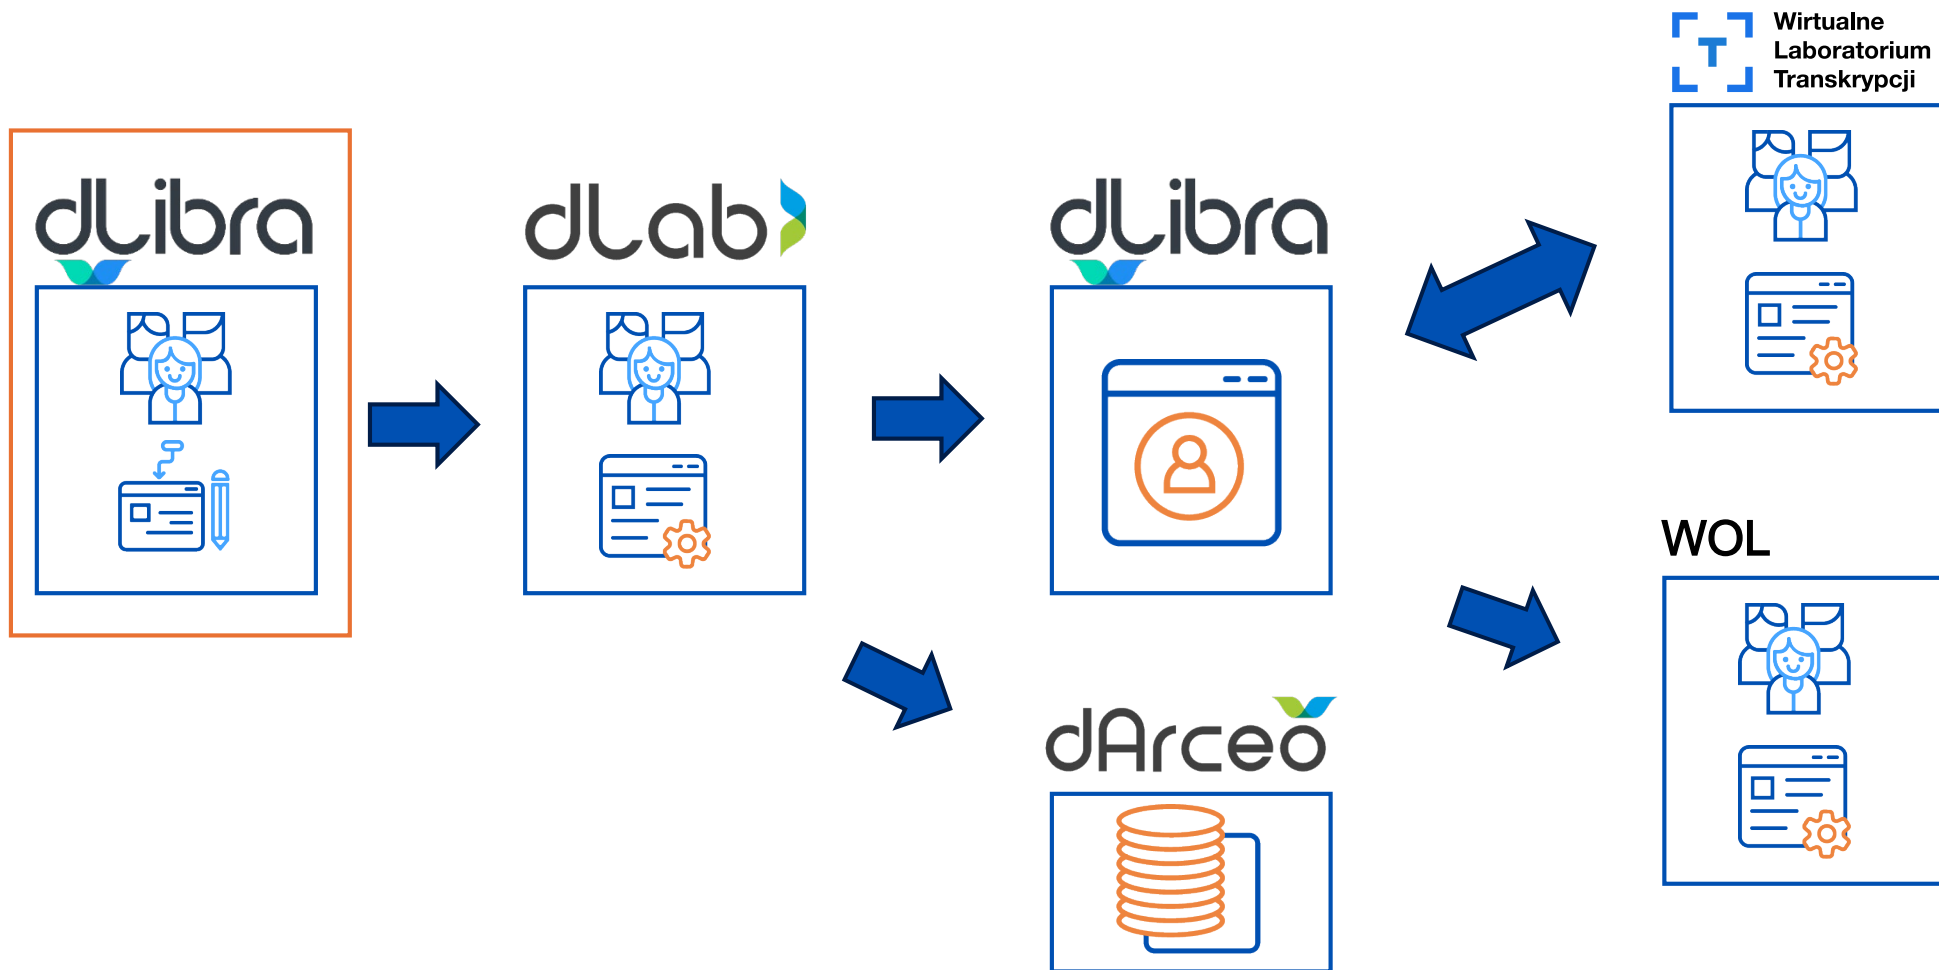 Wirtualne
Laboratorium
Transkrypcji
dLibra
dLab
dLibra
WOL
dArceo